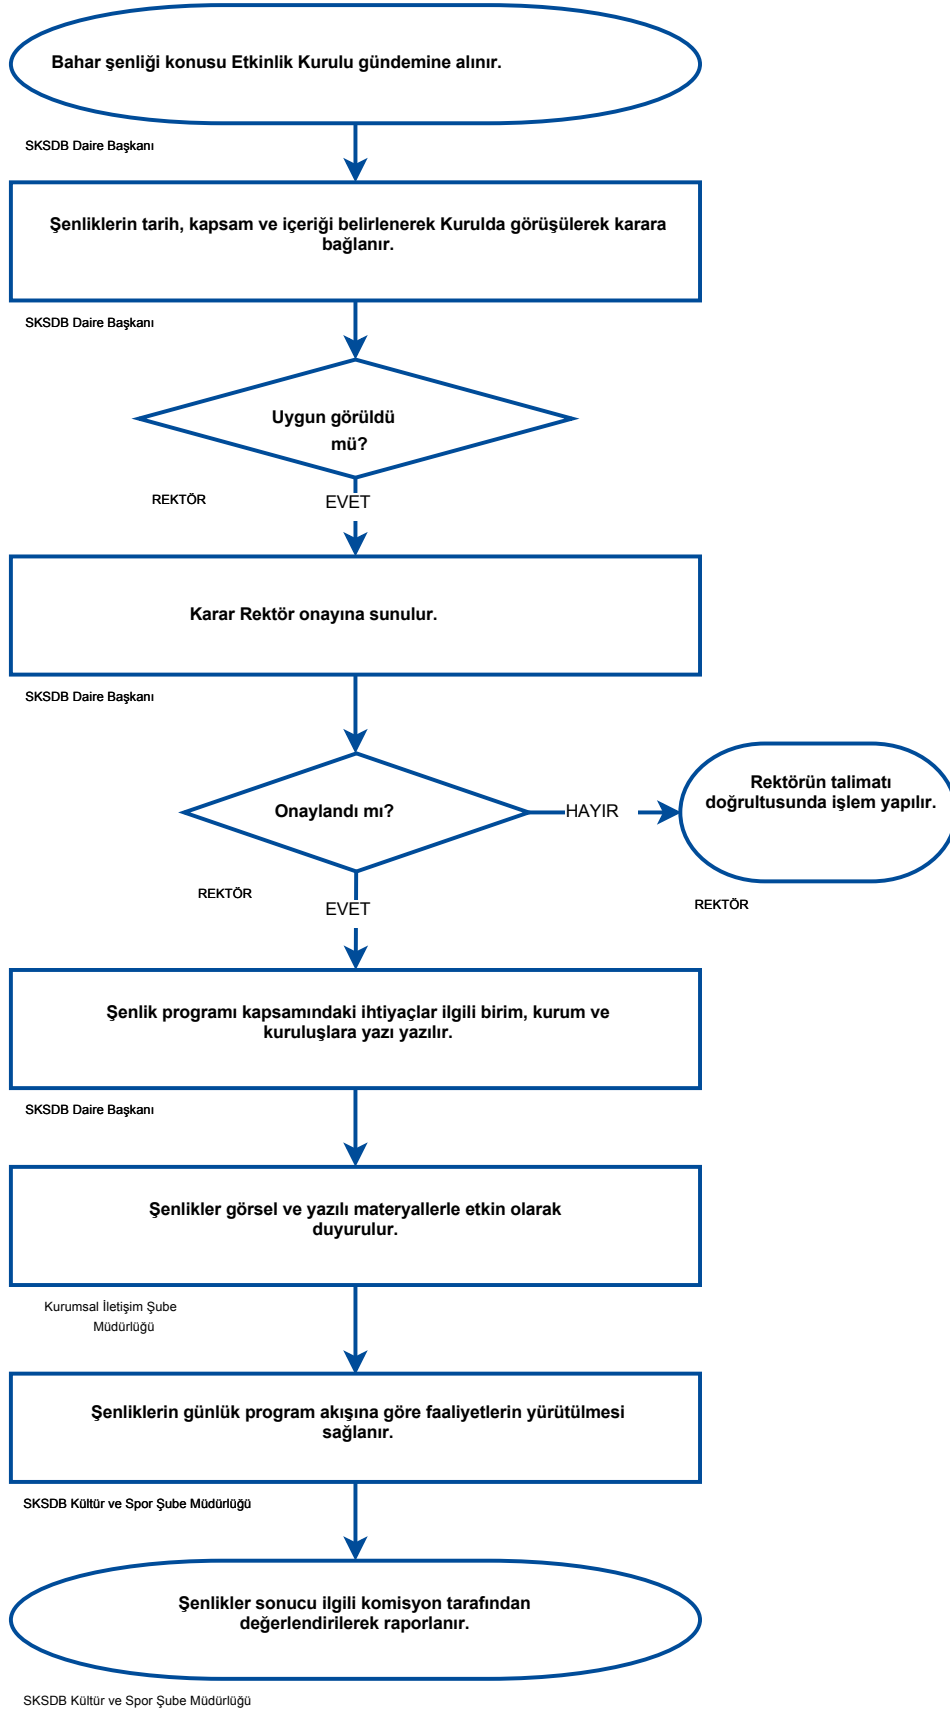 Bahar şenliği konusu Etkinlik Kurulu gündemine alınır.
SKSDB Daire Başkanı
Şenliklerin tarih, kapsam ve içeriği belirlenerek Kurulda görüşülerek karara
bağlanır.
SKSDB Daire Başkanı
Uygun görüldü
mü?
REKTÖR
EVET
Karar Rektör onayına sunulur.
SKSDB Daire Başkanı
Onaylandı mı?
HAYIR
Rektörün talimatı
doğrultusunda işlem yapılır.
REKTÖR
EVET
REKTÖR
Şenlik programı kapsamındaki ihtiyaçlar ilgili birim, kurum ve
kuruluşlara yazı yazılır.
SKSDB Daire Başkanı
Şenlikler görsel ve yazılı materyallerle etkin olarak
duyurulur.
Kurumsal İletişim Şube
Müdürlüğü
Şenliklerin günlük program akışına göre faaliyetlerin yürütülmesi
sağlanır.
SKSDB Kültür ve Spor Şube Müdürlüğü
Şenlikler sonucu ilgili komisyon tarafından
değerlendirilerek raporlanır.
SKSDB Kültür ve Spor Şube Müdürlüğü